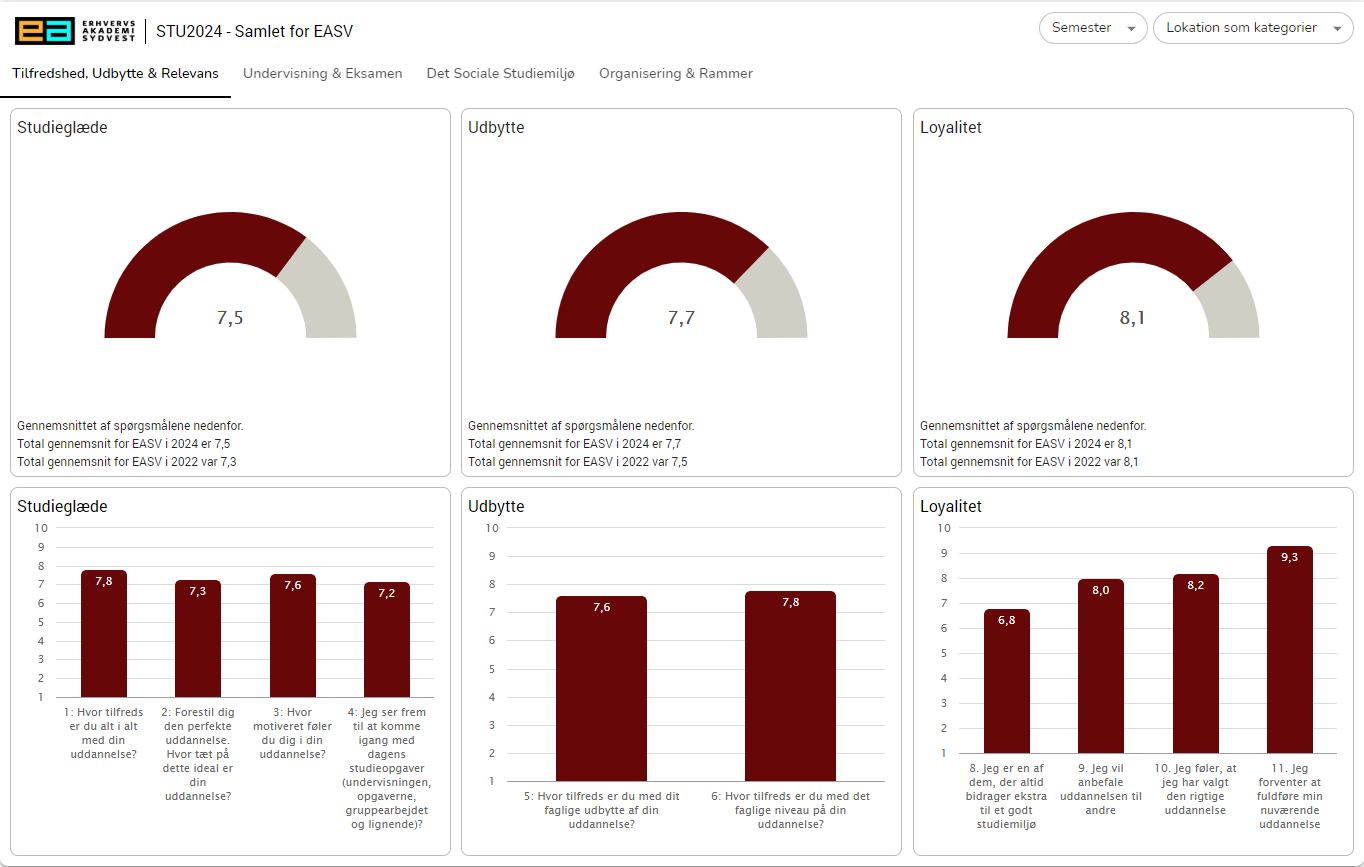 ea ERHVERVS
AKADEMI
SYDVEST
STU2024 - Samlet for EASV
Semester
Lokation som kategorier
Tilfredshed, Udbytte & Relevans
Undervisning & Eksamen
Det Sociale Studiemiljø
Organisering & Rammer
Studieglæde
7,5
Gennemsnittet af spørgsmålene nedenfor.
Total gennemsnit for EASV i 2024 er 7,5
Total gennemsnit for EASV i 2022 var 7,3
Udbytte
7,7
Gennemsnittet af spørgsmålene nedenfor.
Total gennemsnit for EASV i 2024 er 7,7
Total gennemsnit for EASV i 2022 var 7,5
Loyalitet
8,1
Gennemsnittet af spørgsmålene nedenfor.
Total gennemsnit for EASV i 2024 er 8,1
Total gennemsnit for EASV i 2022 var 8,1
Studieglæde
10
9
8
7
6
5
4
3
2
1
7,8
7,3
7,6
7,2
1: Hvor tilfreds
er du alt i alt
med din
uddannelse?
2: Forestil dig
den perfekte
uddannelse.
Hvor tæt på
dette ideal er
din
uddannelse?
3: Hvor
motiveret føler
du dig i din
uddannelse?
4: Jeg ser frem
til at komme
igang med
dagens
studieopgaver
(undervisningen,
opgaverne,
gruppearbejdet
og lignende)?
Udbytte
10
9
8
7
6
5
4
3
2
1
7,6
7,8
5: Hvor tilfreds er du med dit
faglige udbytte af din
uddannelse?
6: Hvor tilfreds er du med det
faglige niveau på din
uddannelse?
Loyalitet
10
9
8
7
6
5
4
3
2
1
6,8
8,0
8,2
9,3
8. Jeg er en af
dem, der altid
bidrager ekstra
til et godt
studiemiljø
9. Jeg vil
anbefale
uddannelsen til
andre
10. Jeg føler, at
jeg har valgt
den rigtige
uddannelse
11. Jeg
forventer at
fuldføre min
nuværende
uddannelse